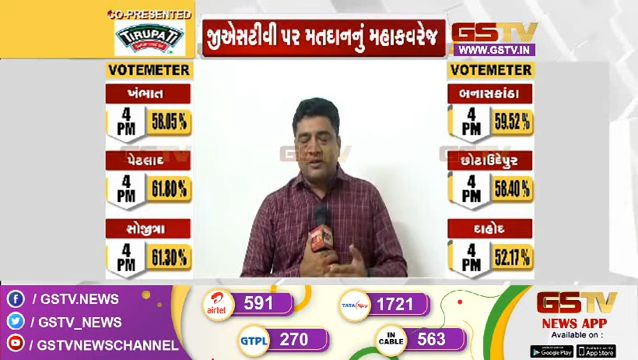 CO-PRESENTED
TIRUPATI
જીએસટીવી પર મતદાનનું મહાકવરેજ
GSTV
WWW.GSTV.IN
VOTEMETER
ખંભાત
4 PM 58.05%
પેટલાદ
4 PM 61.80%
સોજીત્રા
4 PM 61.30%
VOTEMETER
બનાસકાંઠા
4 PM 59.52%
છોટાઉદેપુર
4 PM 58.40%
દાહોદ
4 PM 52.17%
GSTV
/ GSTV.NEWS
/ GSTV_NEWS
/ GSTVNEWSCHANNEL
airtel 591
TATA sky 1721
GTPL 270
IN CABLE 563
GSTV
NEWS APP
Available on :
Google Play
App Store